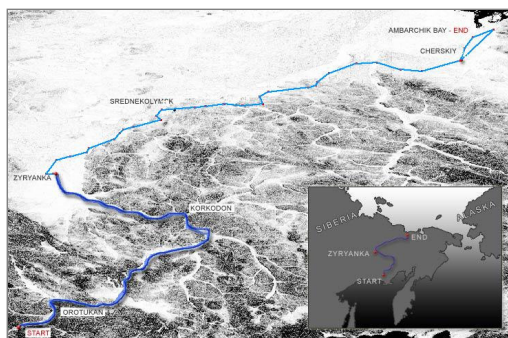 AMBARCHIK BAY - END
CHERSKIY
SREDNEKOLYMSK
ZYRYANKA
KORKODON
OROTUKAN
START
SIBERIA
ALASKA
END
ZYRYANKA
START